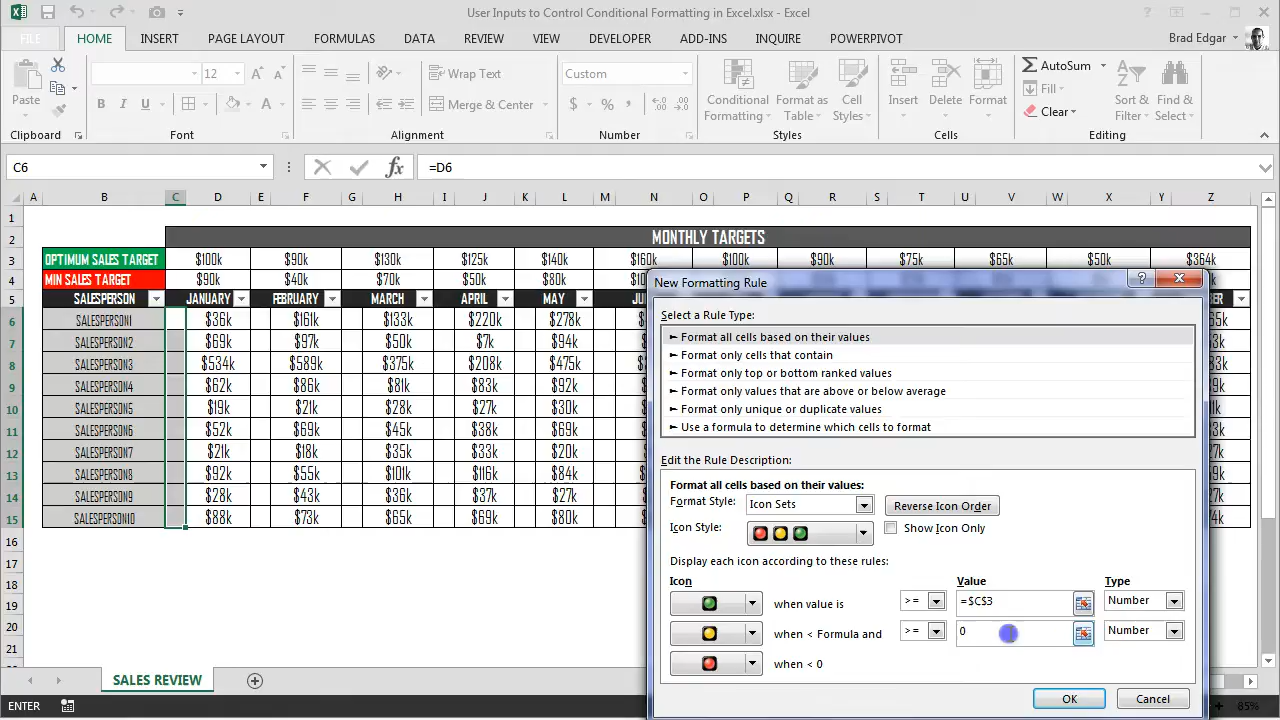 User Inputs to Control Conditional Formatting in Excel.xlsx - Excel
FILE HOME INSERT PAGE LAYOUT FORMULAS DATA REVIEW VIEW DEVELOPER ADD-INS INQUIRE POWERPIVOT Brad Edgar
12 Wrap Text Custom AutoSum
Paste B I U A Merge & Center $ % , Conditional Formatting Format as Table Cell Styles Insert Delete Format Fill Clear Sort & Filter Find & Select
Clipboard Font Alignment Number Styles Cells Editing
C6 fx =D6
A B C D E F G H I J K L M N O P Q R S T U V W X Y Z
1
2 MONTHLY TARGETS
3 OPTIMUM SALES TARGET $100k $90k $130k $125k $140k $160k $100k $90k $75k $65k $50k $364k
4 MIN SALES TARGET $90k $40k $70k $50k $80k
5 SALESPERSON JANUARY FEBRUARY MARCH APRIL MAY
6 SALESPERSON1 $36k $161k $133k $220k $278k
7 SALESPERSON2 $69k $97k $50k $7k $94k
8 SALESPERSON3 $534k $589k $375k $208k $475k
9 SALESPERSON4 $62k $86k $81k $83k $92k
10 SALESPERSON5 $19k $21k $28k $27k $30k
11 SALESPERSON6 $52k $69k $45k $38k $69k
12 SALESPERSON7 $21k $18k $35k $33k $20k
13 SALESPERSON8 $92k $55k $101k $116k $84k
14 SALESPERSON9 $28k $43k $36k $37k $27k
15 SALESPERSON10 $88k $73k $65k $69k $80k
16
17
18
19
20
21
New Formatting Rule
Select a Rule Type:
► Format all cells based on their values
► Format only cells that contain
► Format only top or bottom ranked values
► Format only values that are above or below average
► Format only unique or duplicate values
► Use a formula to determine which cells to format
Edit the Rule Description:
Format all cells based on their values:
Format Style: Icon Sets Reverse Icon Order
Icon Style: Show Icon Only
Display each icon according to these rules:
Icon Value Type
when value is >= =$C$3 Number
when < Formula and >= 0 Number
when < 0
OK Cancel
SALES REVIEW
ENTER 85%